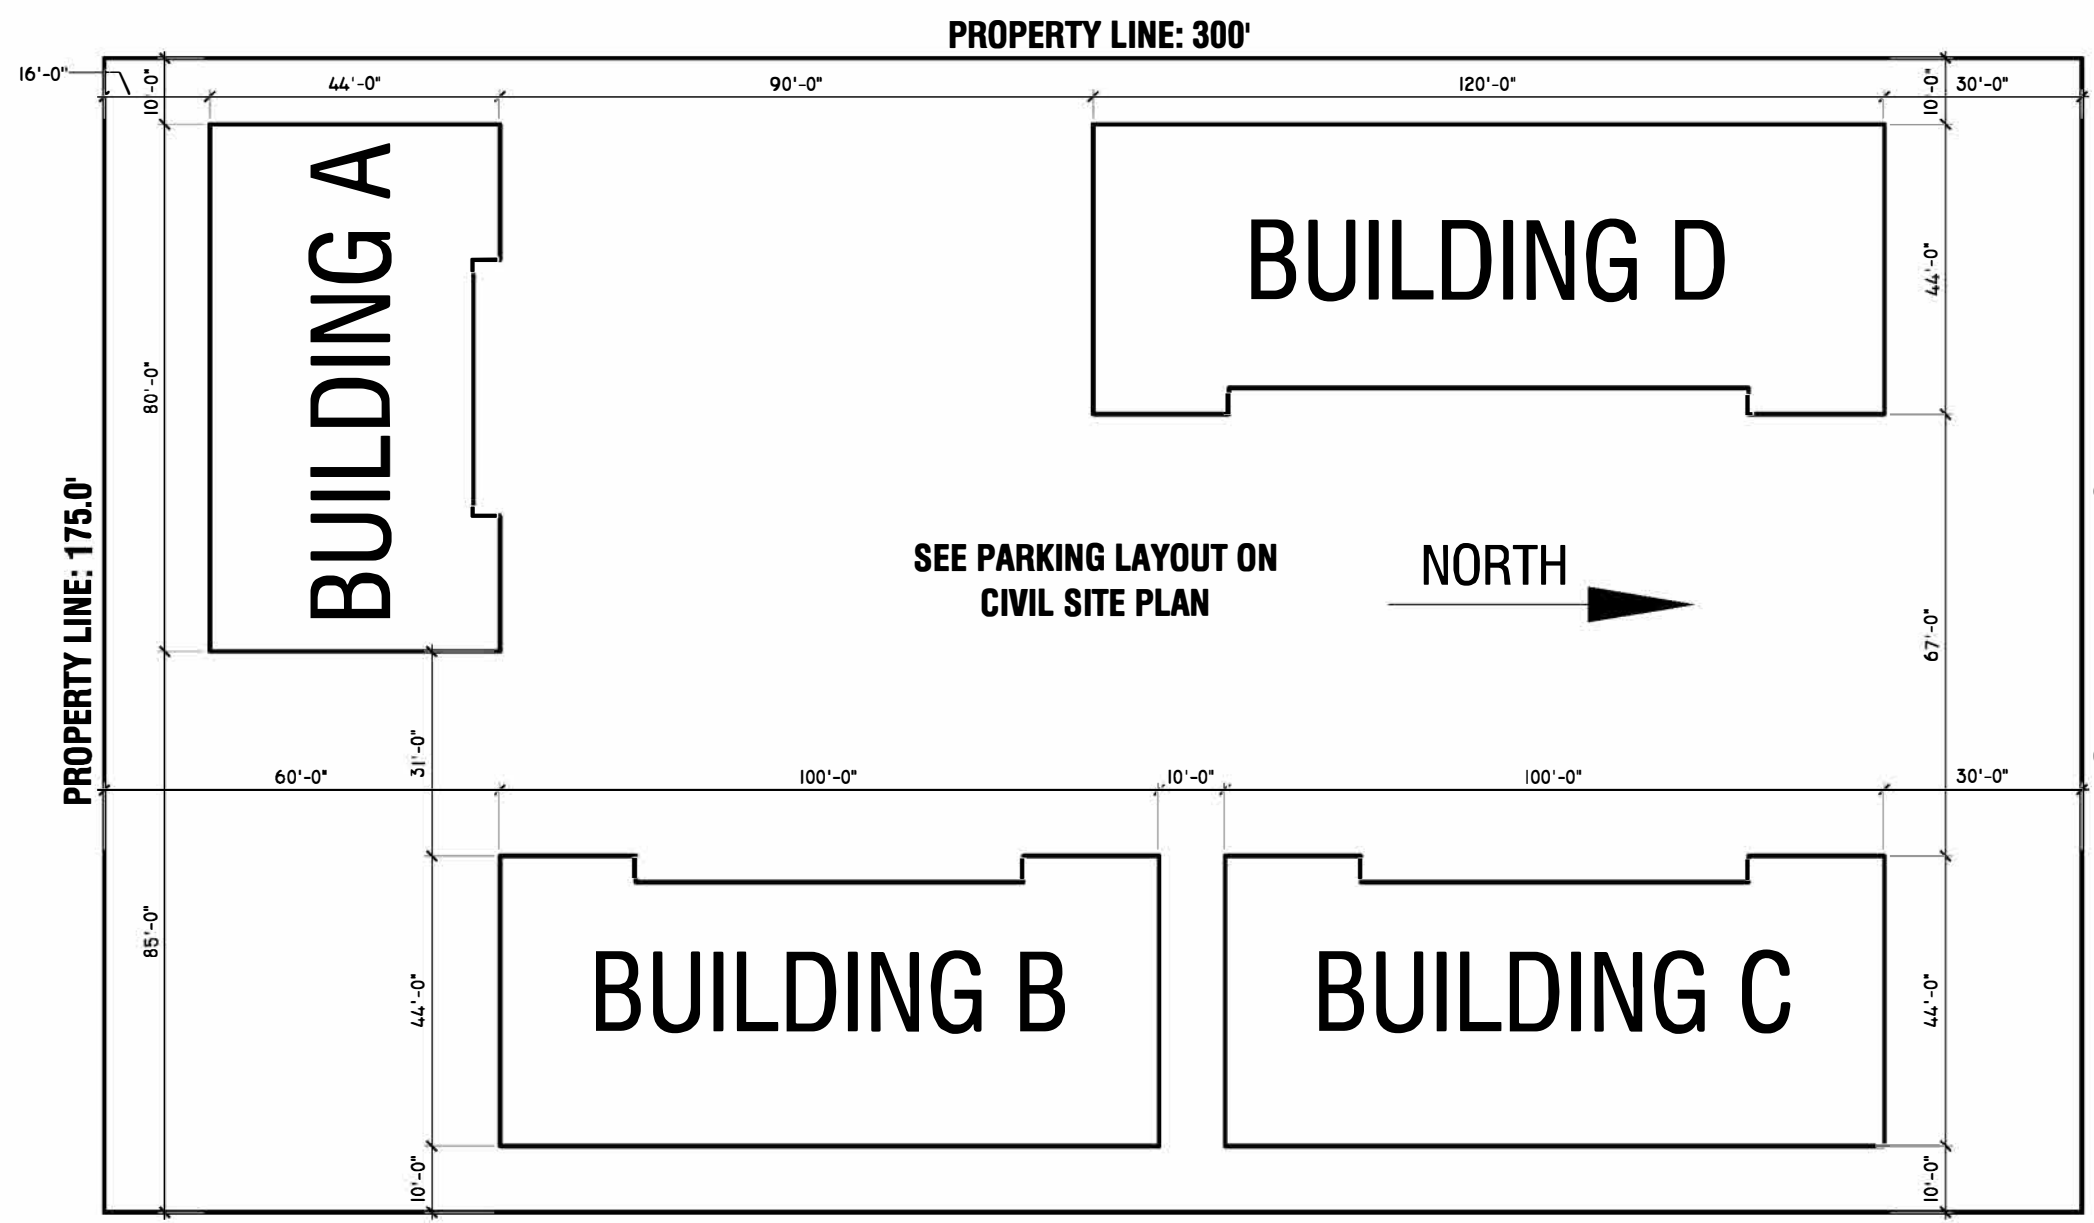 PROPERTY LINE: 300'
16'-0"
10'-0"
44'-0"
90'-0"
120'-0"
10'-0"
30'-0"
BUILDING A
BUILDING D
80'-0"
44'-0"
PROPERTY LINE: 175.0'
SEE PARKING LAYOUT ON
CIVIL SITE PLAN
NORTH
67'-0"
31'-0"
60'-0"
100'-0"
10'-0"
100'-0"
30'-0"
85'-0"
44'-0"
BUILDING B
BUILDING C
44'-0"
10'-0"
10'-0"